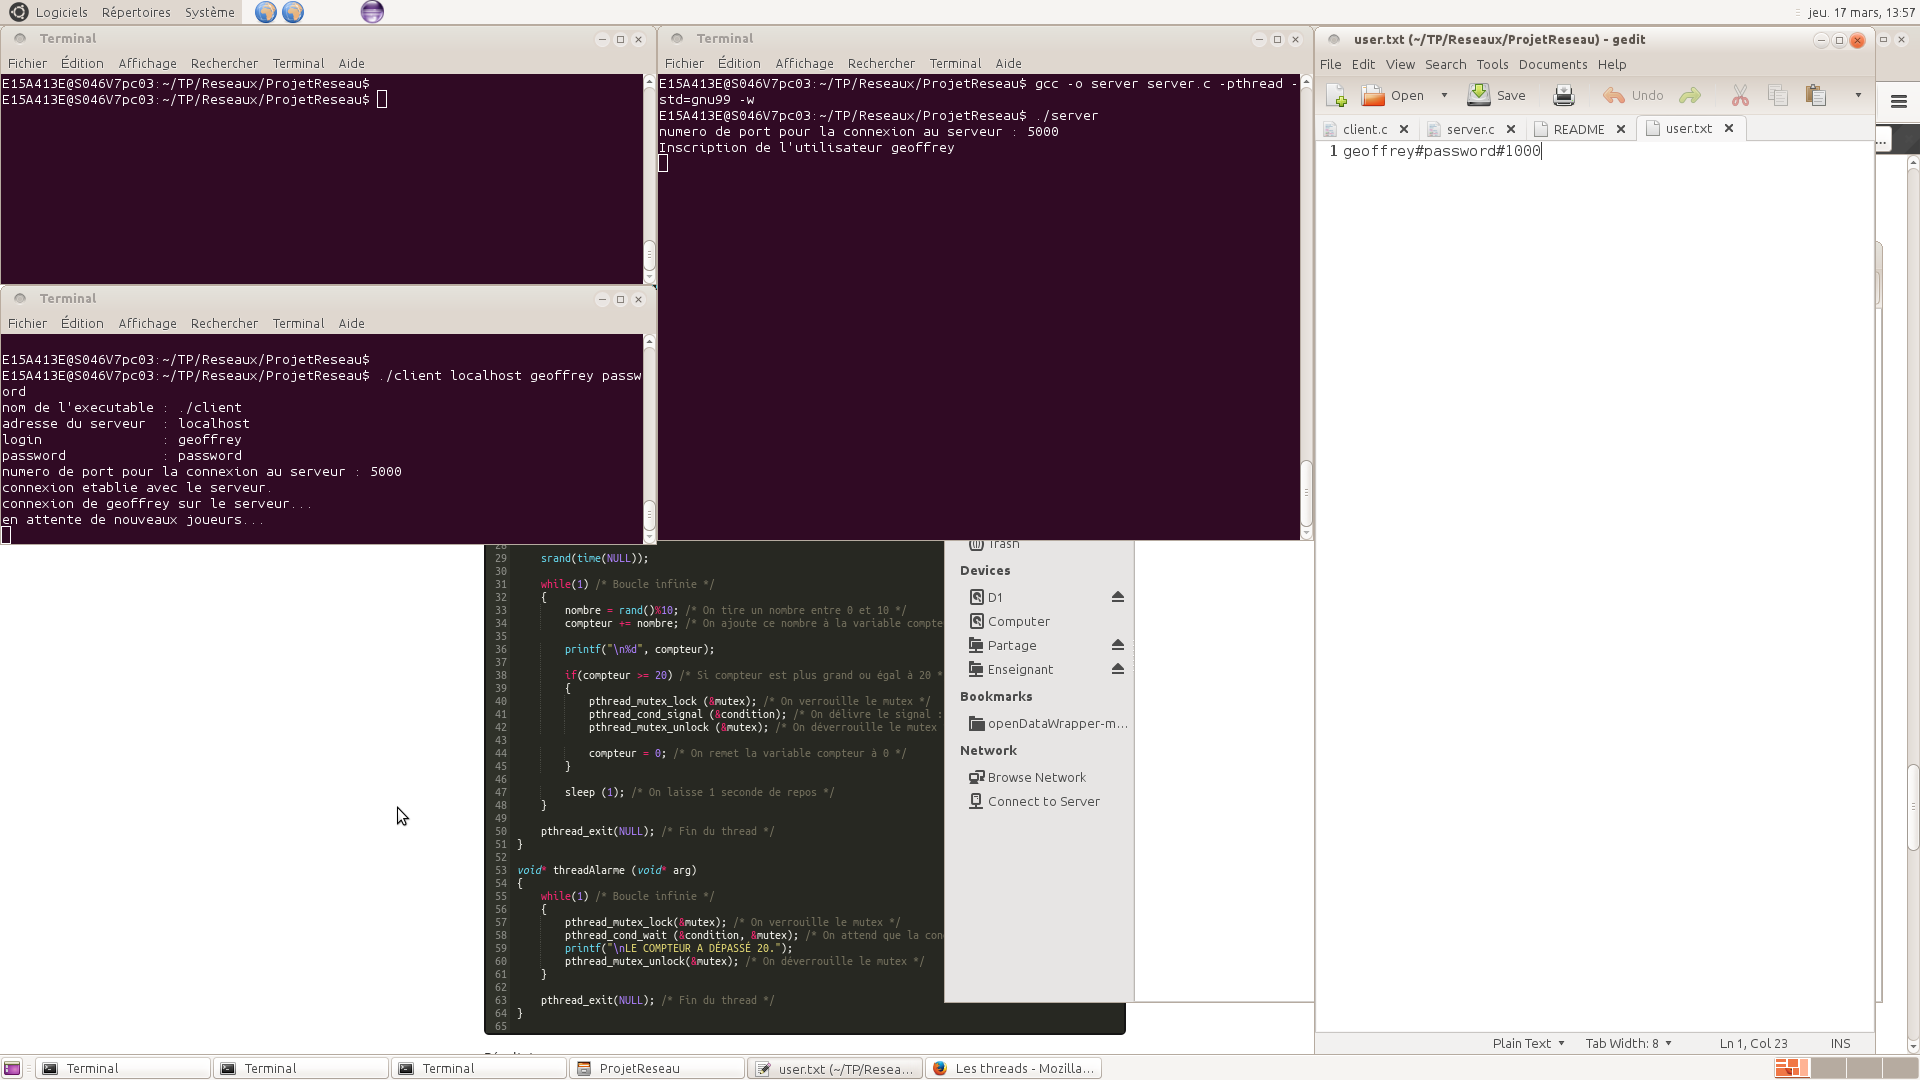 Logiciels Répertoires Système
jeu. 17 mars, 13:57
Terminal
Fichier Édition Affichage Rechercher Terminal Aide
E15A413E@S046V7pc03:~/TP/Reseaux/ProjetReseau$
E15A413E@S046V7pc03:~/TP/Reseaux/ProjetReseau$
Terminal
Fichier Édition Affichage Rechercher Terminal Aide
E15A413E@S046V7pc03:~/TP/Reseaux/ProjetReseau$ gcc -o server server.c -pthread -
std=gnu99 -w
E15A413E@S046V7pc03:~/TP/Reseaux/ProjetReseau$ ./server
numero de port pour la connexion au serveur : 5000
Inscription de l'utilisateur geoffrey
user.txt (~/TP/Reseaux/ProjetReseau) - gedit
File Edit View Search Tools Documents Help
Open Save Undo
client.c server.c README user.txt
1 geoffrey#password#1000
Terminal
Fichier Édition Affichage Rechercher Terminal Aide
E15A413E@S046V7pc03:~/TP/Reseaux/ProjetReseau$
E15A413E@S046V7pc03:~/TP/Reseaux/ProjetReseau$ ./client localhost geoffrey passw
ord
nom de l'executable : ./client
adresse du serveur  : localhost
login               : geoffrey
password            : password
numero de port pour la connexion au serveur : 5000
connexion etablie avec le serveur.
connexion de geoffrey sur le serveur...
en attente de nouveaux joueurs...
28
29 srand(time(NULL));
30
31 while(1) /* Boucle infinie */
32 {
33 nombre = rand()%10; /* On tire un nombre entre 0 et 10 */
34 compteur += nombre; /* On ajoute ce nombre à la variable compte
35
36 printf("\n%d", compteur);
37
38 if(compteur >= 20) /* Si compteur est plus grand ou égal à 20 *
39 {
40 pthread_mutex_lock (&mutex); /* On verrouille le mutex */
41 pthread_cond_signal (&condition); /* On délivre le signal :
42 pthread_mutex_unlock (&mutex); /* On déverrouille le mutex
43
44 compteur = 0; /* On remet la variable compteur à 0 */
45 }
46
47 sleep (1); /* On laisse 1 seconde de repos */
48 }
49
50 pthread_exit(NULL); /* Fin du thread */
51 }
52
53 void* threadAlarme (void* arg)
54 {
55 while(1) /* Boucle infinie */
56 {
57 pthread_mutex_lock(&mutex); /* On verrouille le mutex */
58 pthread_cond_wait (&condition, &mutex); /* On attend que la con
59 printf("\nLE COMPTEUR A DÉPASSÉ 20.");
60 pthread_mutex_unlock(&mutex); /* On déverrouille le mutex */
61 }
62
63 pthread_exit(NULL); /* Fin du thread */
64 }
65
Trash
Devices
D1
Computer
Partage
Enseignant
Bookmarks
openDataWrapper-m...
Network
Browse Network
Connect to Server
Plain Text Tab Width: 8 Ln 1, Col 23 INS
Terminal Terminal Terminal ProjetReseau user.txt (~/TP/Resea... Les threads - Mozilla...